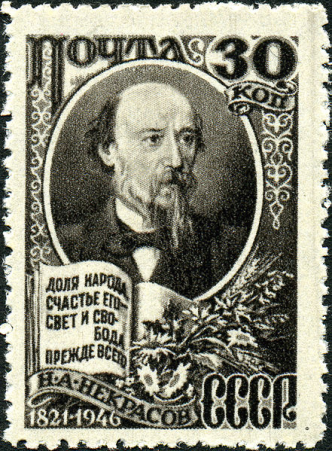 ПОЧТА 30
КОП
ДОЛЯ НАРОДА,
СЧАСТЬЕ ЕГО-
СВЕТ И СВО-
БОДА
ПРЕЖДЕ ВСЕГО
Н·А·НЕКРАСОВ
1821-1946 СССР